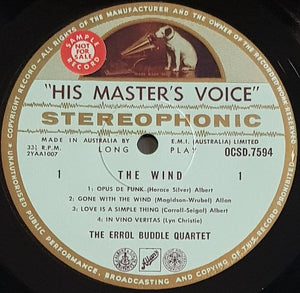 ALL RIGHTS OF THE MANUFACTURER AND OF THE OWNER OF THE RECORDED WORK RESERVED
UNAUTHORISED PUBLIC PERFORMANCE, BROADCASTING AND COPYING OF THIS RECORD PROHIBITED
SAMPLE
NOT FOR
SALE
RECORD
"HIS MASTER'S VOICE"
STEREOPHONIC
MADE IN AUSTRALIA BY E.M.I. (AUSTRALIA) LIMITED
33⅓ R.P.M. LONG PLAY OCSD.7594
2YAA1007
1 THE WIND 1
1: OPUS DE FUNK. (Horace Silver) Albert
2: GONE WITH THE WIND (Magidson-Wrubel) Allan
3: LOVE IS A SIMPLE THING (Carroll-Seigal) Albert
4: IN VINO VERITAS (Lyn Christie)
THE ERROL BUDDLE QUARTET